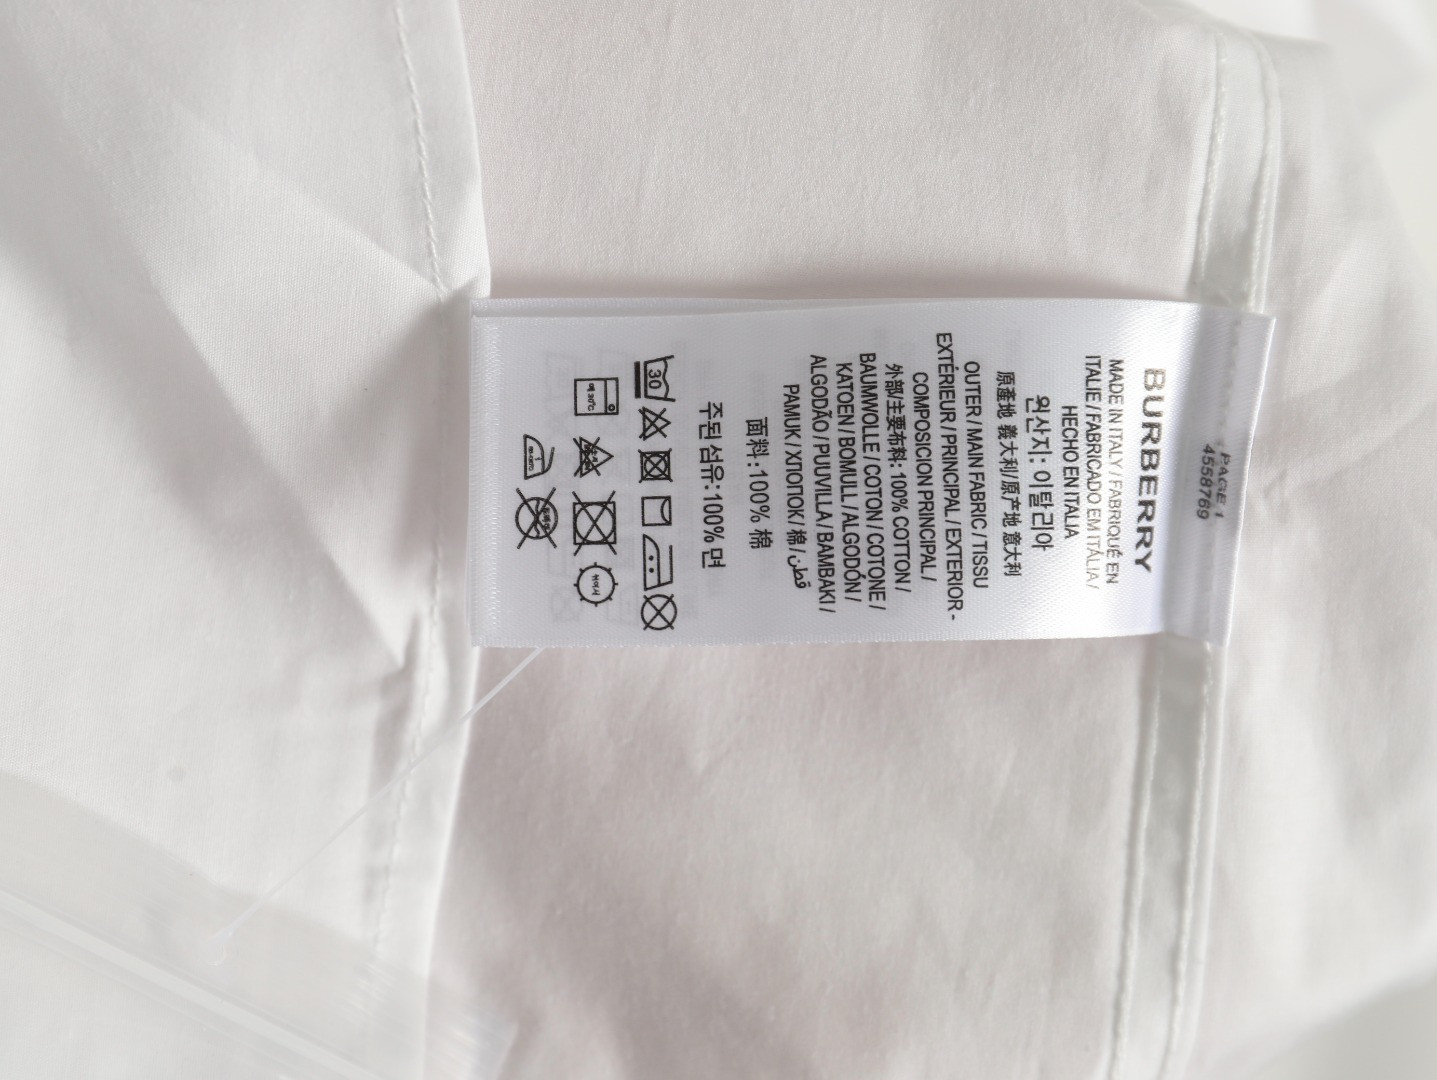 PAGE 1
4558769
BURBERRY
MADE IN ITALY / FABRIQUÉ EN
ITALIE / FABRICADO EM ITÁLIA /
HECHO EN ITALIA
원산지: 이탈리아
原產地 義大利/原产地 意大利
OUTER / MAIN FABRIC / TISSU
EXTÉRIEUR / PRINCIPAL / EXTERIOR -
COMPOSICION PRINCIPAL /
外部/主要布料: 100% COTTON /
BAUMWOLLE / COTON / COTONE /
KATOEN / BOMULL / ALGODÓN /
ALGODÃO / PUUVILLA / BAMBAKI /
PAMUK / ХΠΟΠΟΚ / 棉 / قطن
面料:100% 棉
주된섬유:100% 면
30